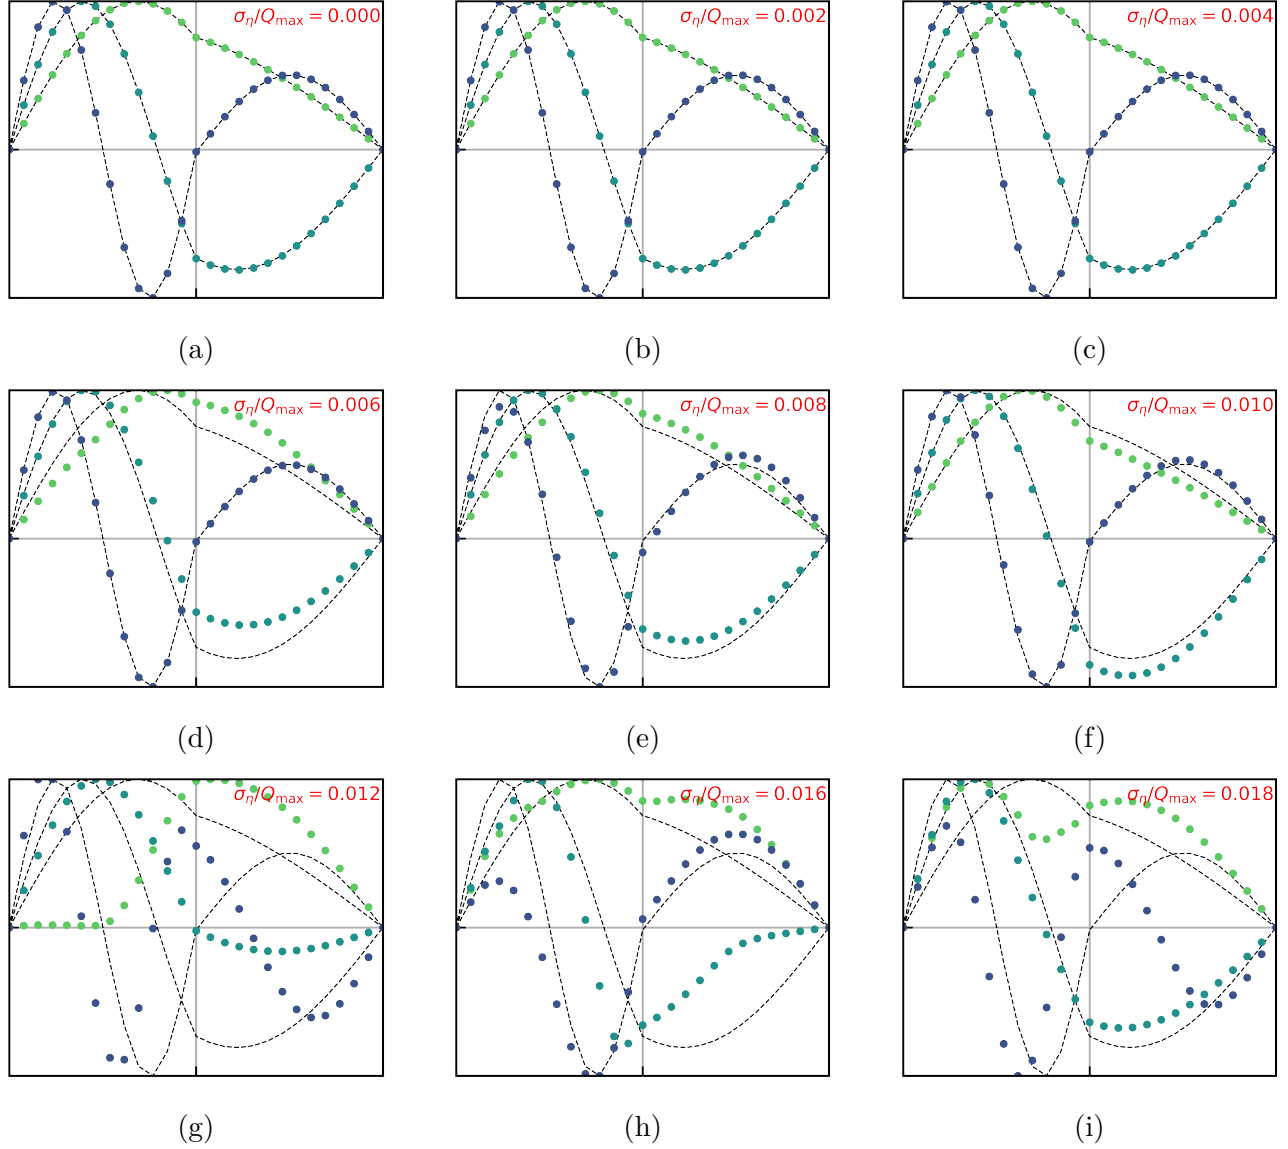 σ_η/Q_max = 0.000
σ_η/Q_max = 0.002
σ_η/Q_max = 0.004
(a)
(b)
(c)
σ_η/Q_max = 0.006
σ_η/Q_max = 0.008
σ_η/Q_max = 0.010
(d)
(e)
(f)
σ_η/Q_max = 0.012
σ_η/Q_max = 0.016
σ_η/Q_max = 0.018
(g)
(h)
(i)